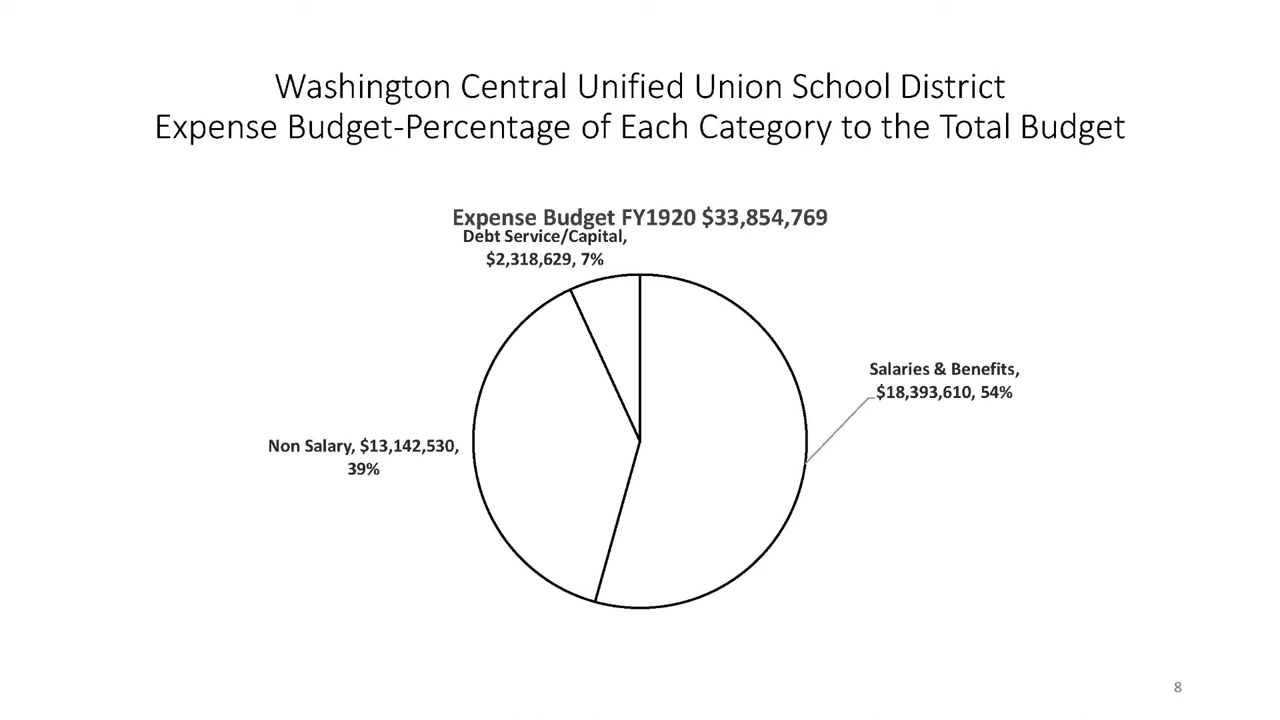 Washington Central Unified Union School District
Expense Budget-Percentage of Each Category to the Total Budget
Expense Budget FY1920 $33,854,769
Debt Service/Capital,
$2,318,629, 7%
Salaries & Benefits,
$18,393,610, 54%
Non Salary, $13,142,530,
39%
8